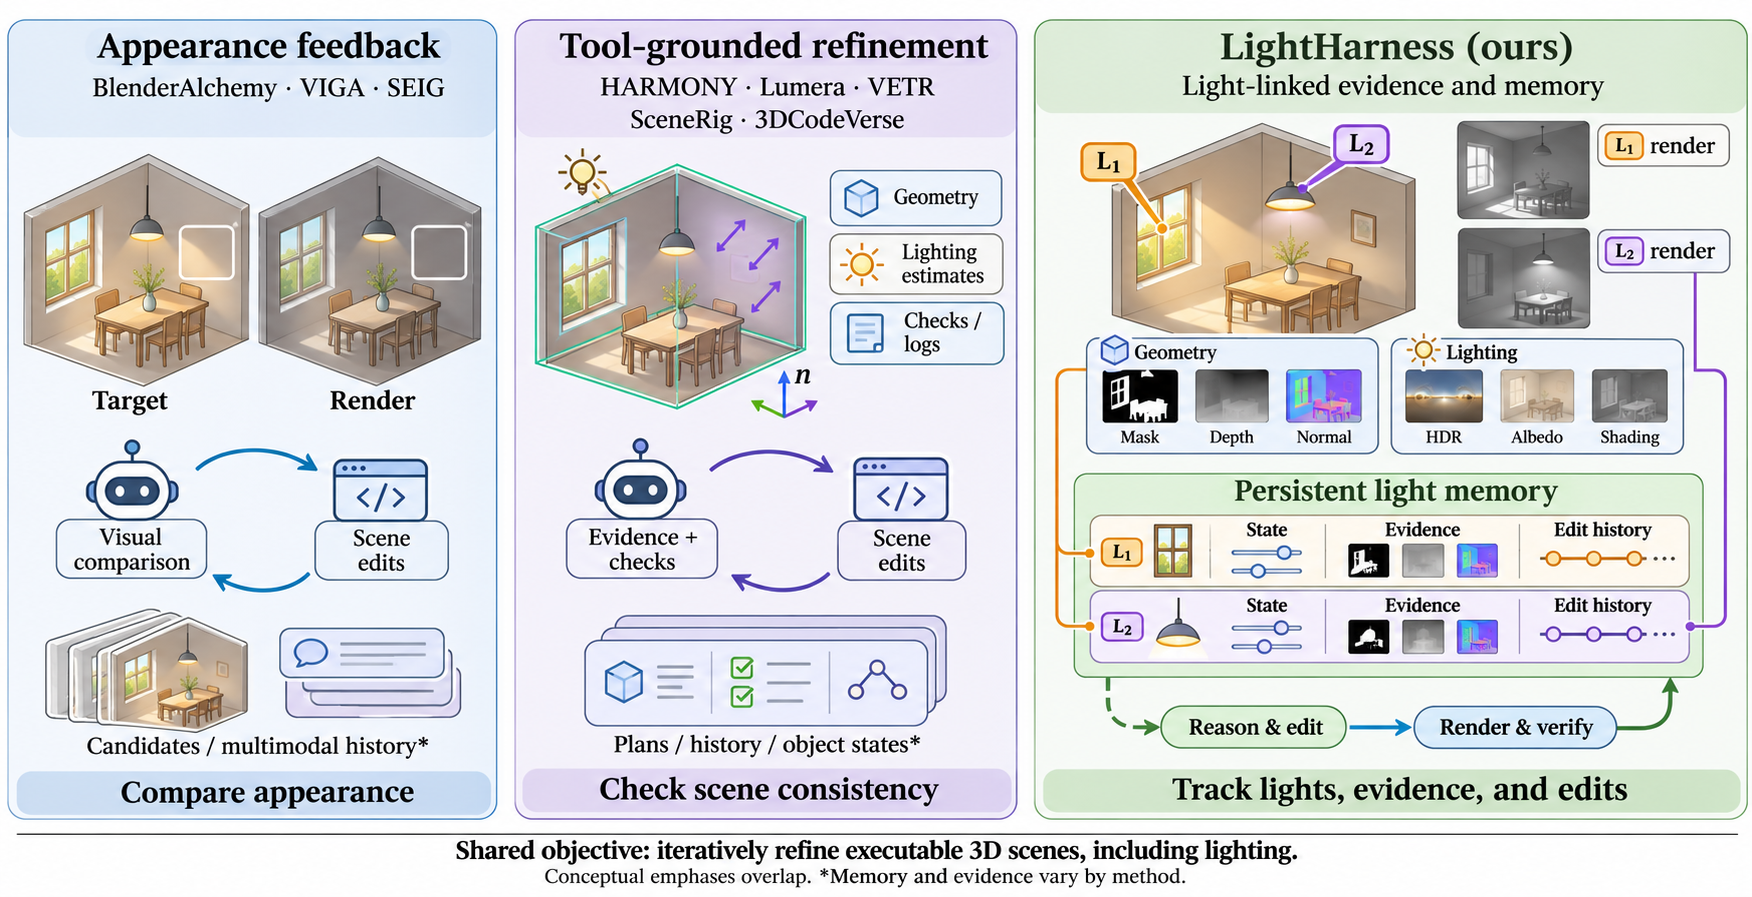 Appearance feedback
BlenderAlchemy · VIGA · SEIG
Target
Render
Visual
comparison
</>
Scene
edits
Candidates / multimodal history*
Compare appearance
Tool-grounded refinement
HARMONY · Lumera · VETR
SceneRig · 3DCodeVerse
Geometry
Lighting
estimates
Checks /
logs
n
Evidence +
checks
</>
Scene
edits
Plans / history / object states*
Check scene consistency
LightHarness (ours)
Light-linked evidence and memory
L1
L2
L1 render
L2 render
Geometry
Mask
Depth
Normal
Lighting
HDR
Albedo
Shading
Persistent light memory
L1
State
Evidence
Edit history
L2
State
Evidence
Edit history
Reason & edit
Render & verify
Track lights, evidence, and edits
Shared objective: iteratively refine executable 3D scenes, including lighting.
Conceptual emphases overlap. *Memory and evidence vary by method.